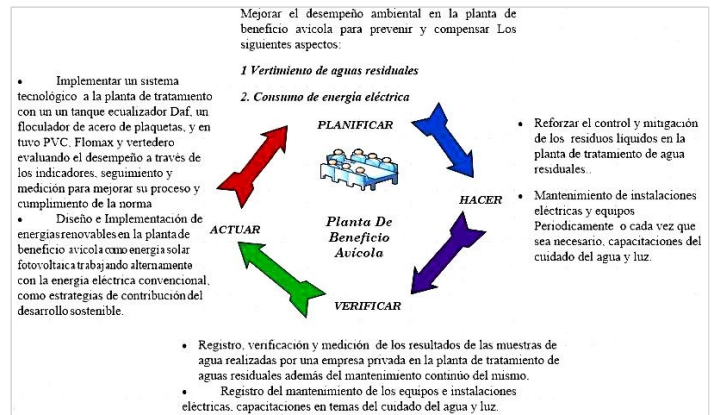 Mejorar el desempeño ambiental en la planta de
beneficio avícola para prevenir y compensar Los
siguientes aspectos:
1 Vertimiento de aguas residuales
2. Consumo de energía eléctrica
PLANIFICAR
• Implementar un sistema
tecnológico a la planta de tratamiento
con un un tanque ecualizador Daf, un
floculador de acero de plaquetas, y en
tuvo PVC, Flomax y vertedero
evaluando el desempeño a través de
los indicadores, seguimiento y
medición para mejorar su proceso y
cumplimiento de la norma
• Diseño e Implementación de
energías renovables en la planta de
beneficio avícola como energía solar
fotovoltaica trabajando alternamente
con la energía eléctrica convencional,
como estrategias de contribución del
desarrollo sostenible.
• Reforzar el control y mitigación
de los residuos líquidos en la
planta de tratamiento de agua
residuales..
• Mantenimiento de instalaciones
eléctricas y equipos
Periodicamente o cada vez que
sea necesario, capacitaciones del
cuidado del agua y luz.
HACER
ACTUAR
Planta De
Beneficio
Avícola
VERIFICAR
• Registro, verificación y medición de los resultados de las muestras de
agua realizadas por una empresa privada en la planta de tratamiento de
aguas residuales además del mantenimiento continúo del mismo.
• Registro del mantenimiento de los equipos e instalaciones
eléctricas, capacitaciones en temas del cuidado del agua y luz.